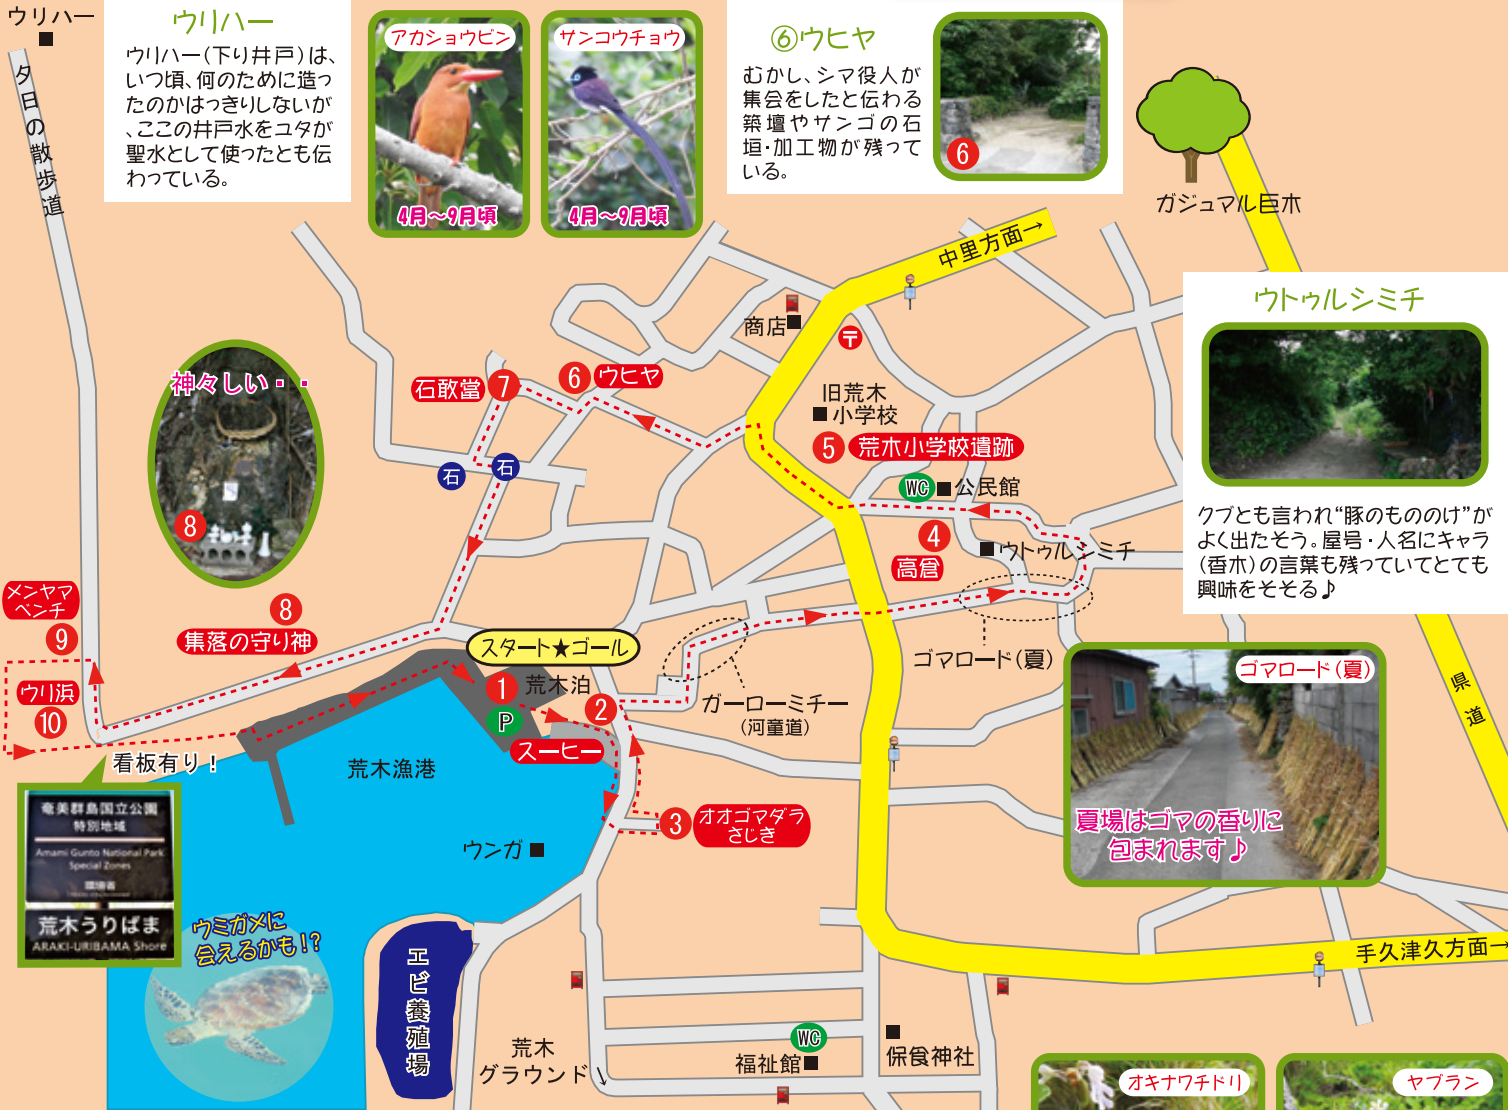 ウリハー
夕日の散歩道
ウリハー
ウリハー(下り井戸)は、
いつ頃、何のために造っ
たのかはっきりしないが
、ここの井戸水をユタが
聖水として使ったとも伝
わっている。
アカショウビン
4月～9月頃
サンコウチョウ
4月～9月頃
⑥ウヒヤ
むかし、シマ役人が
集会をしたと伝わる
築壇やサンゴの石
垣・加工物が残って
いる。
6
ガジュマル巨木
中里方面→
ウトゥルシミチ
クブとも言われ“豚のもののけ”が
よく出たそう。屋号・人名にキャラ
(香木)の言葉も残っていてとても
興味をそそる♪
商店
〒
旧荒木
小学校
5 荒木小学校遺跡
WC 公民館
4
高倉
ウトゥルシミチ
6 ウヒヤ
石敢當 7
石
石
神々しい・・
8
8
集落の守り神
メンヤマ
ベンチ
9
ウリ浜
10
看板有り！
奄美群島国立公園
特別地域
Amami Gunto National Park
Special Zones
環境省
荒木うりばま
ARAKI-URIBAMA Shore
スタート★ゴール
1 荒木泊
P
2
スーヒー
荒木漁港
ガーローミチー
(河童道)
ゴマロード(夏)
3 オオゴマダラ
さじき
ウンガ
ウミガメに
会えるかも!?
エビ養殖場
ゴマロード(夏)
夏場はゴマの香りに
包まれます♪
県道
手久津久方面→
荒木
グラウンド
WC
福祉館
保食神社
オキナワチドリ
ヤブラン